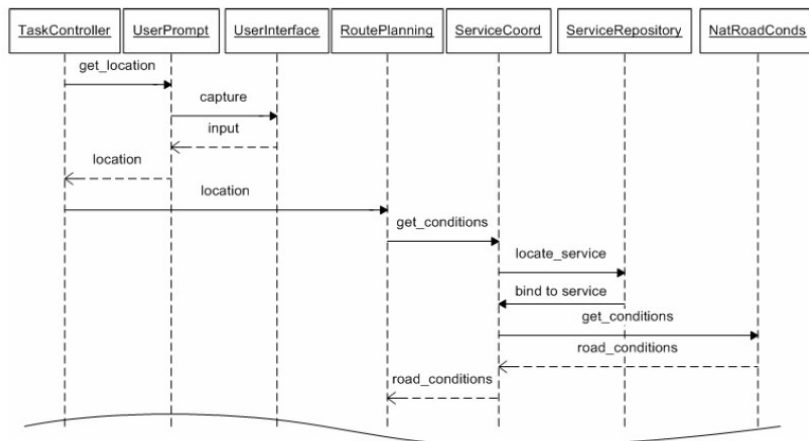 TaskController UserPrompt UserInterface RoutePlanning ServiceCoord ServiceRepository NatRoadConds
get_location
capture
input
location
location
get_conditions
locate_service
bind to service
get_conditions
road_conditions
road_conditions